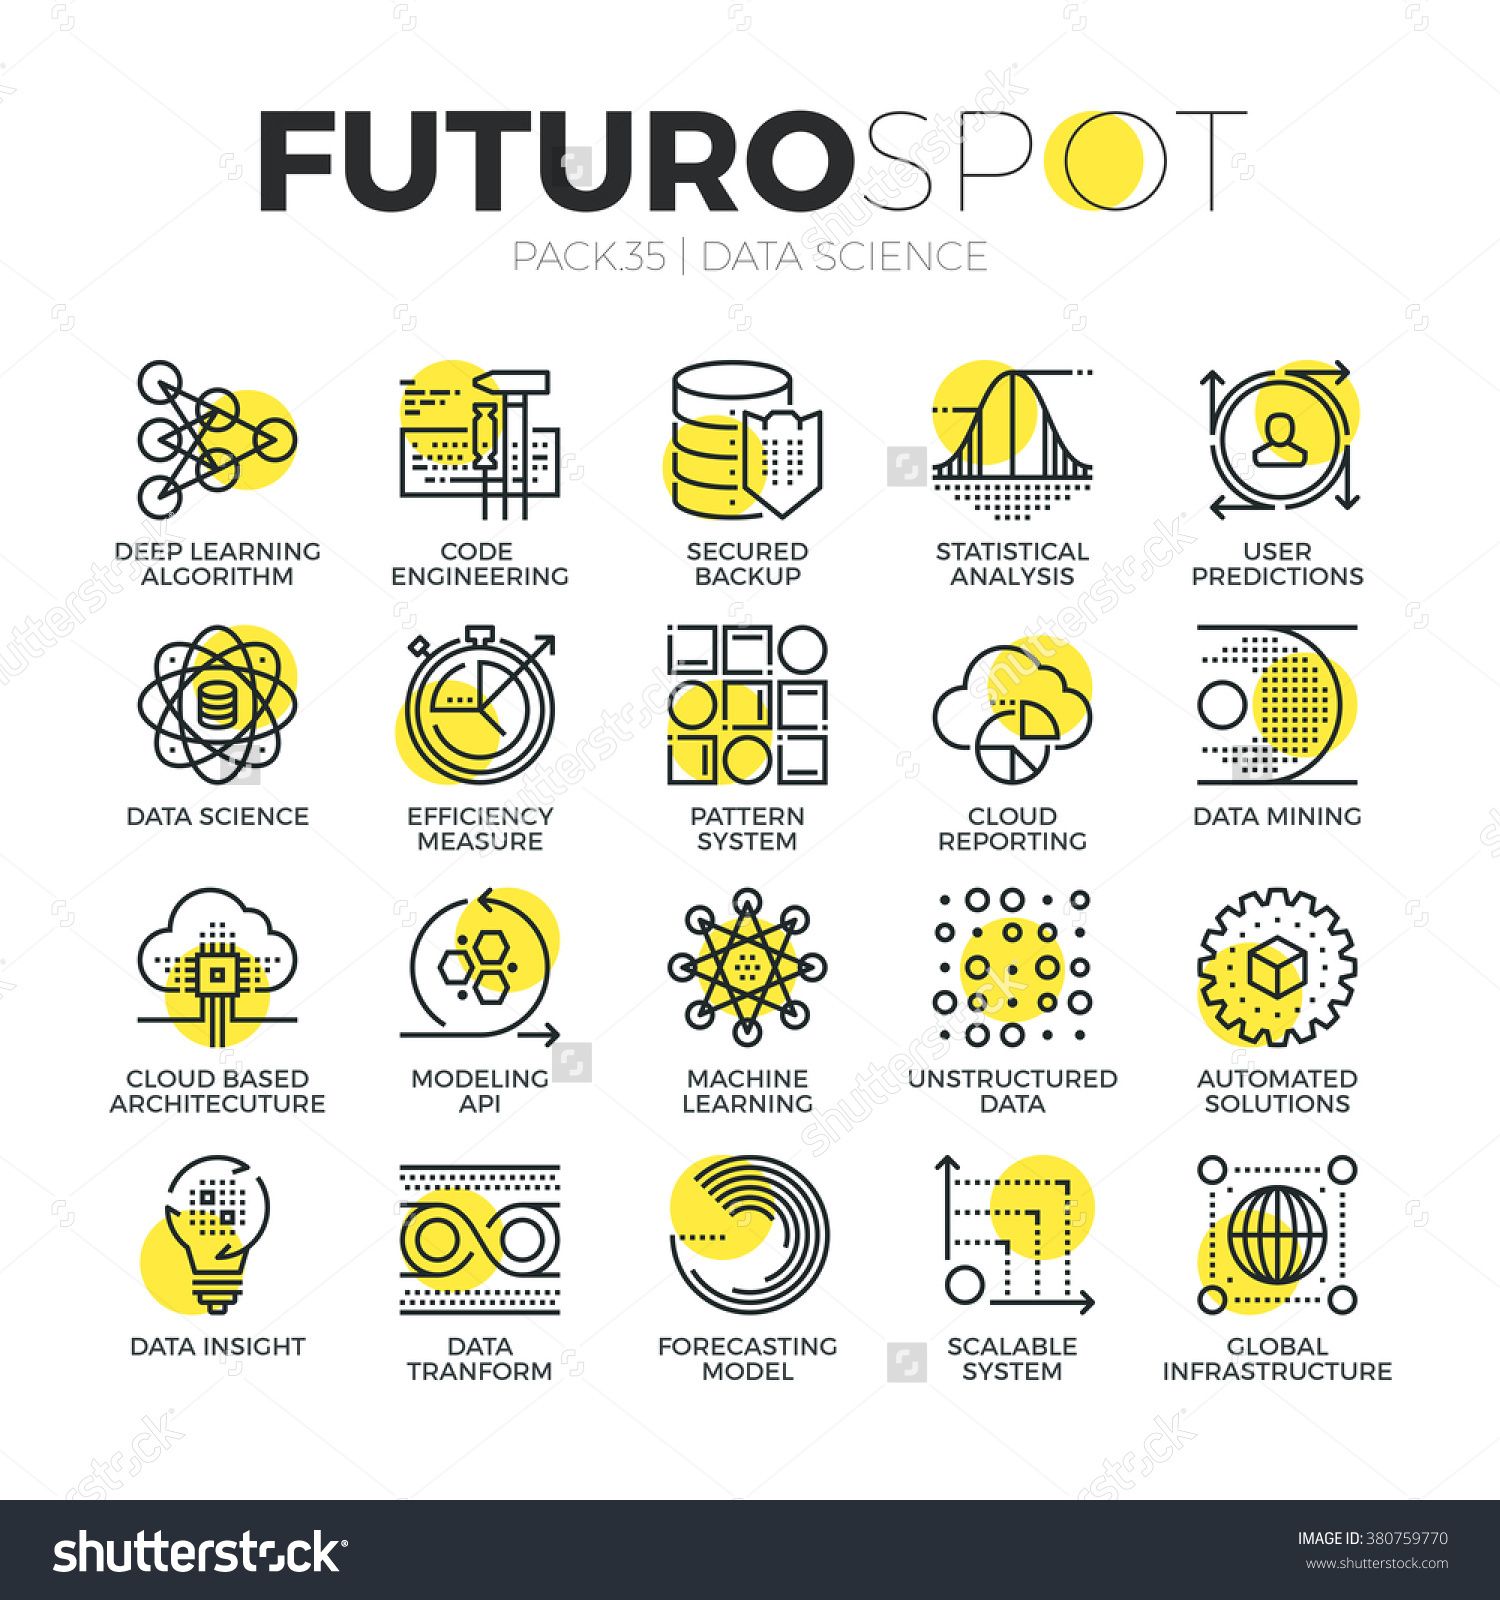 FUTUROSPOT
PACK.35 | DATA SCIENCE
DEEP LEARNING
ALGORITHM
CODE
ENGINEERING
SECURED
BACKUP
STATISTICAL
ANALYSIS
USER
PREDICTIONS
DATA SCIENCE
EFFICIENCY
MEASURE
PATTERN
SYSTEM
CLOUD
REPORTING
DATA MINING
CLOUD BASED
ARCHITECUTURE
MODELING
API
MACHINE
LEARNING
UNSTRUCTURED
DATA
AUTOMATED
SOLUTIONS
DATA INSIGHT
DATA
TRANFORM
FORECASTING
MODEL
SCALABLE
SYSTEM
GLOBAL
INFRASTRUCTURE
shutterstock®
IMAGE ID: 380759770
www.shutterstock.com